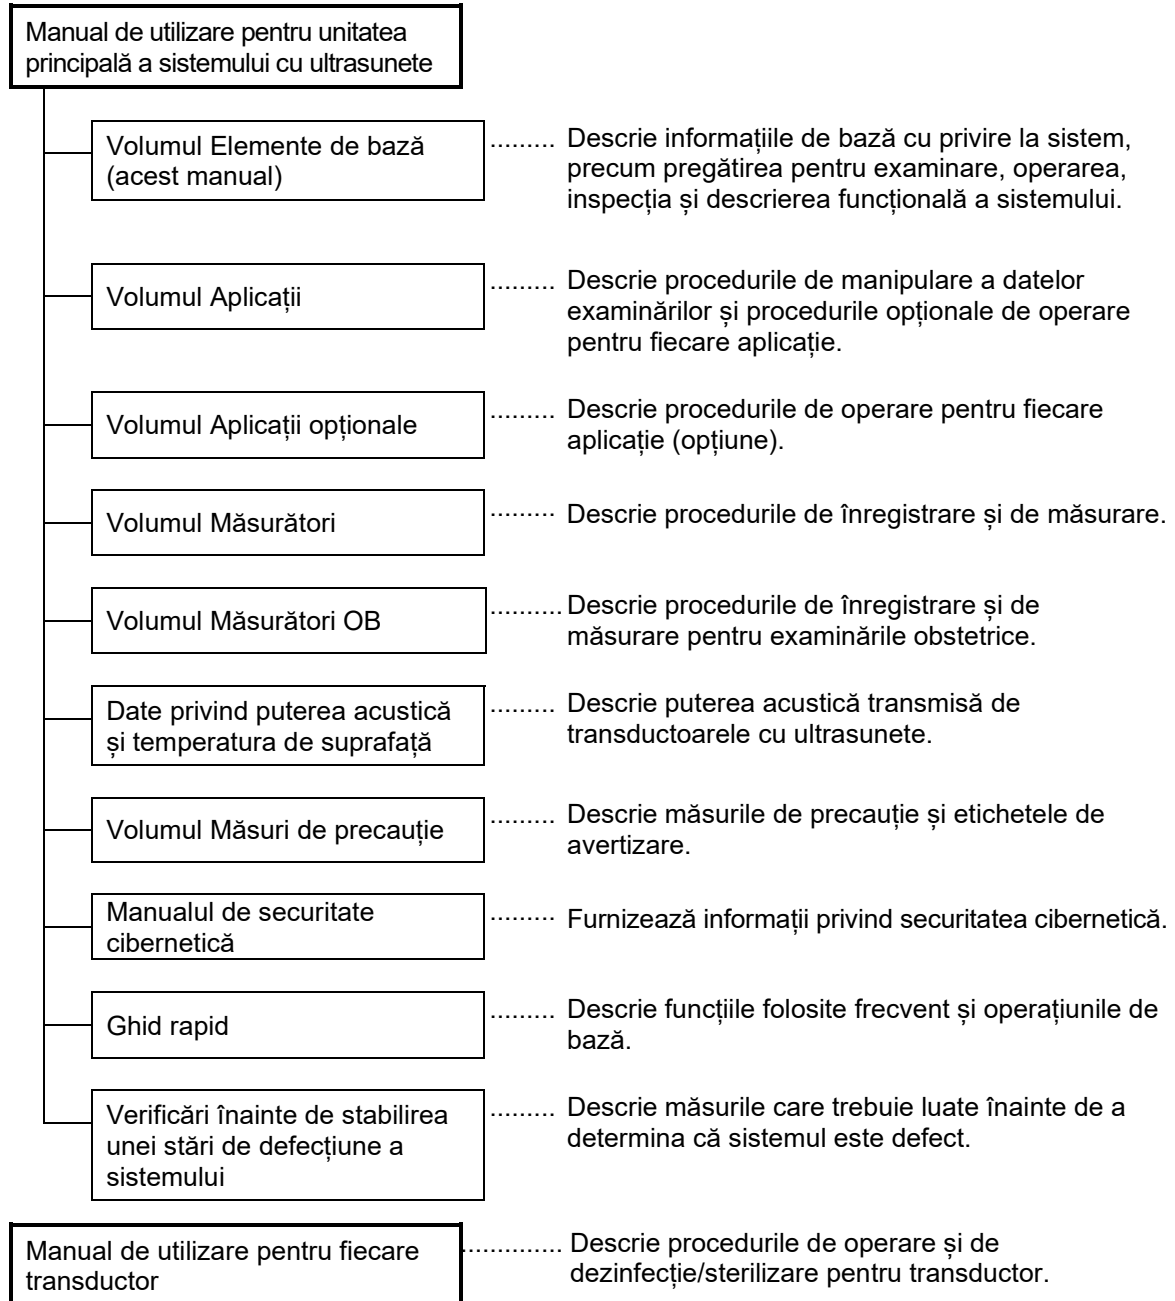 Manual de utilizare pentru unitatea
principală a sistemului cu ultrasunete
Volumul Elemente de bază
(acest manual)
......... Descrie informațiile de bază cu privire la sistem,
precum pregătirea pentru examinare, operarea,
inspecția și descrierea funcțională a sistemului.
Volumul Aplicații
......... Descrie procedurile de manipulare a datelor
examinărilor și procedurile opționale de operare
pentru fiecare aplicație.
Volumul Aplicații opționale
......... Descrie procedurile de operare pentru fiecare
aplicație (opțiune).
Volumul Măsurători
......... Descrie procedurile de înregistrare și de măsurare.
Volumul Măsurători OB
.......... Descrie procedurile de înregistrare și de
măsurare pentru examinările obstetrice.
Date privind puterea acustică
și temperatura de suprafață
......... Descrie puterea acustică transmisă de
transductoarele cu ultrasunete.
Volumul Măsuri de precauție
......... Descrie măsurile de precauție și etichetele de
avertizare.
Manualul de securitate
cibernetică
......... Furnizează informații privind securitatea cibernetică.
Ghid rapid
......... Descrie funcțiile folosite frecvent și operațiunile de
bază.
Verificări înainte de stabilirea
unei stări de defecțiune a
sistemului
......... Descrie măsurile care trebuie luate înainte de a
determina că sistemul este defect.
Manual de utilizare pentru fiecare
transductor
.............. Descrie procedurile de operare și de
dezinfecție/sterilizare pentru transductor.